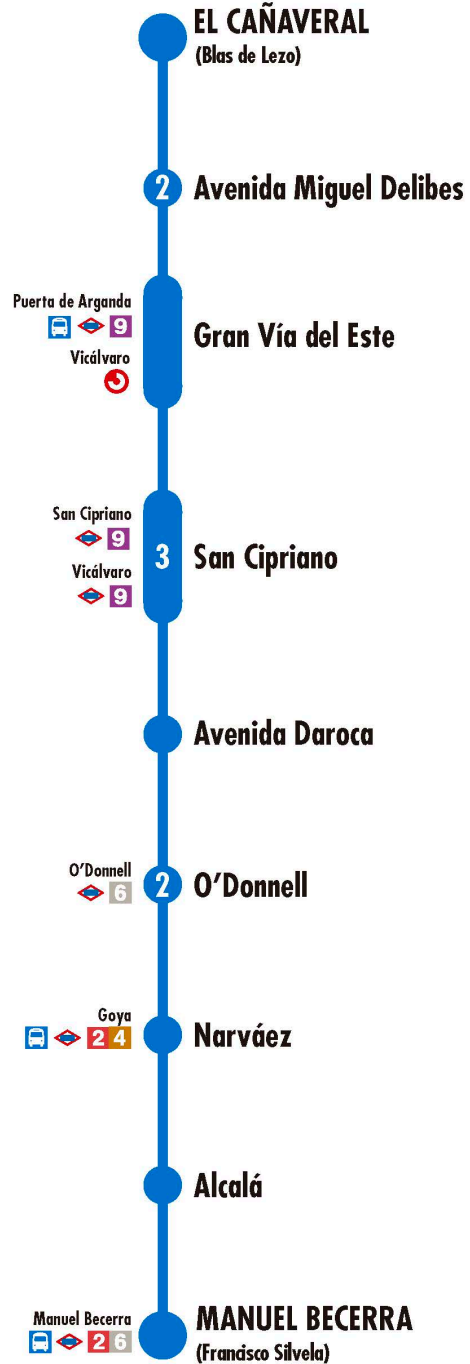 EL CAÑAVERAL
(Blas de Lezo)
2 Avenida Miguel Delibes
Puerta de Arganda
9
Gran Vía del Este
Vicálvaro
San Cipriano
9
3 San Cipriano
Vicálvaro
9
Avenida Daroca
O'Donnell
6
2 O'Donnell
Goya
2 4
Narváez
Alcalá
Manuel Becerra
2 6
MANUEL BECERRA
(Francisco Silvela)